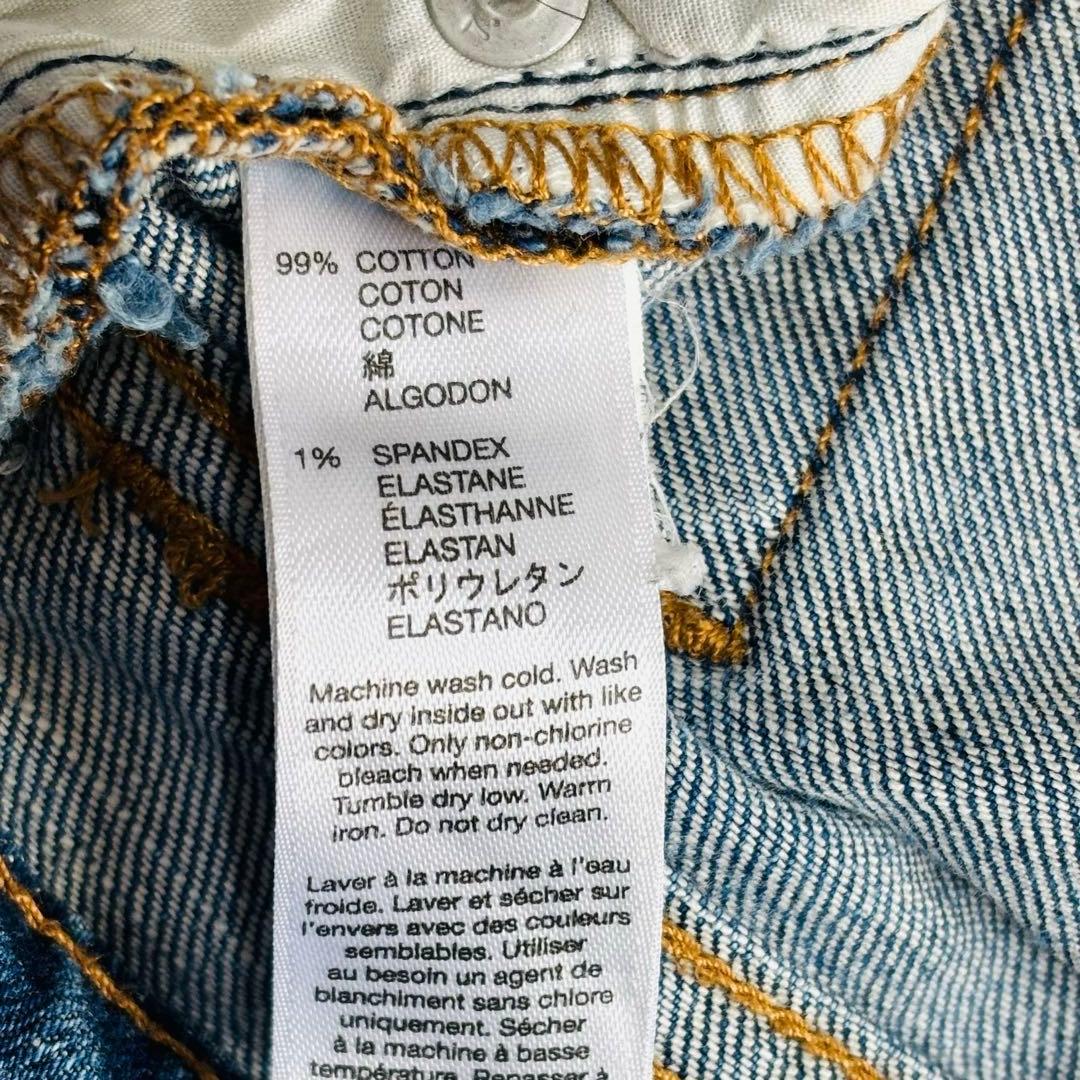 99% COTTON
COTON
COTONE
綿
ALGODON
1% SPANDEX
ELASTANE
ÉLASTHANNE
ELASTAN
ポリウレタン
ELASTANO
Machine wash cold. Wash
and dry inside out with like
colors. Only non-chlorine
bleach when needed.
Tumble dry low. Warm
iron. Do not dry clean.
Laver à la machine à l'eau
froide. Laver et sécher sur
l'envers avec des couleurs
semblables. Utiliser
au besoin un agent de
blanchiment sans chlore
uniquement. Sécher
à la machine à basse
température. Repasser à